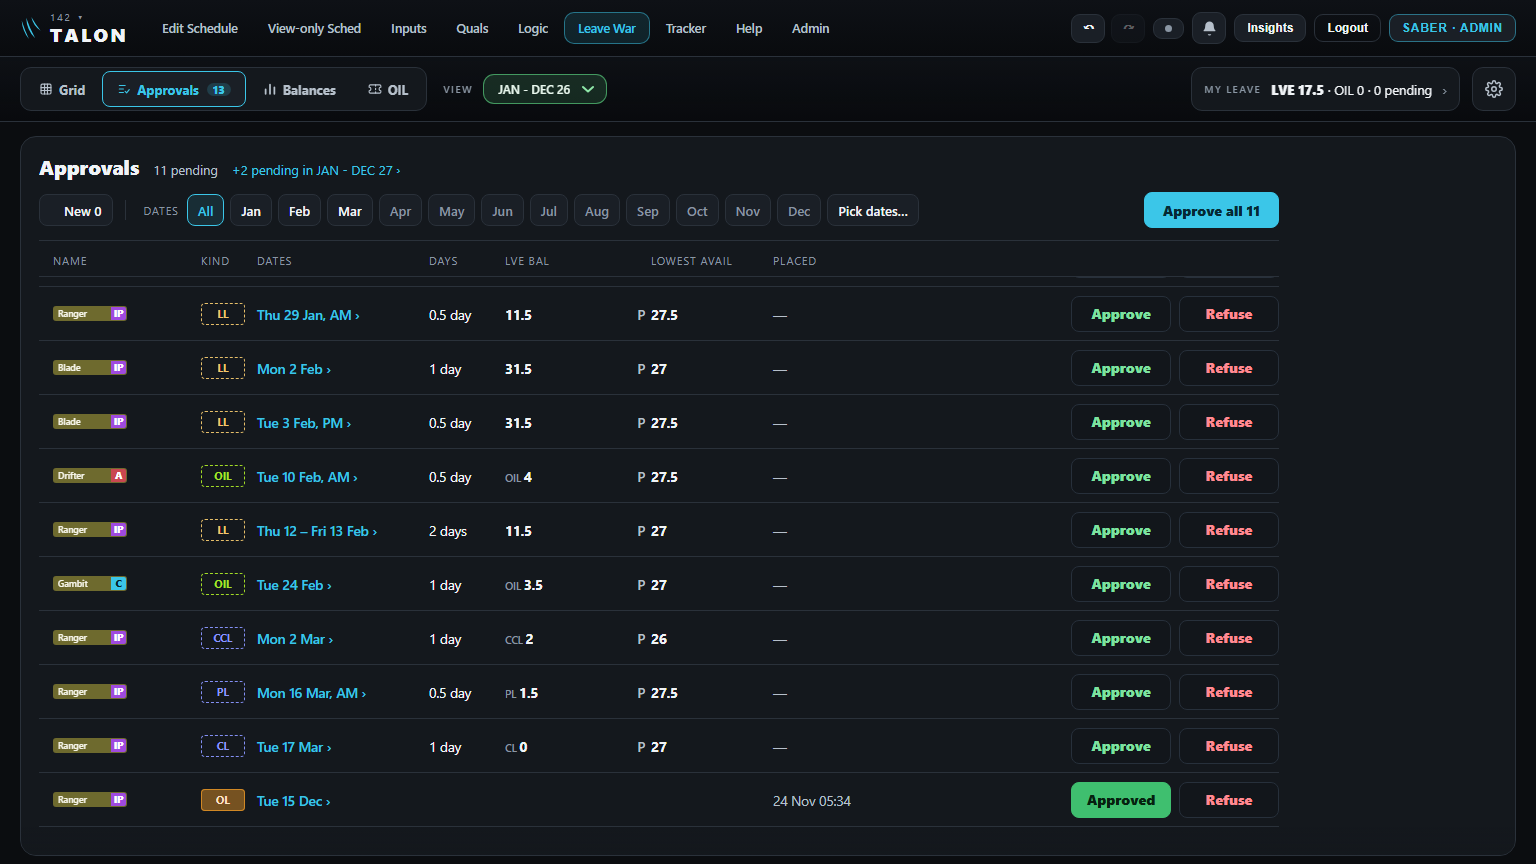 142
TALON
Edit Schedule
View-only Sched
Inputs
Quals
Logic
Leave War
Tracker
Help
Admin
Insights
Logout
SABER · ADMIN
Grid
Approvals 13
Balances
OIL
VIEW
JAN - DEC 26
MY LEAVE LVE 17.5 · OIL 0 · 0 pending ›
Approvals 11 pending +2 pending in JAN - DEC 27 ›
New 0
DATES All Jan Feb Mar Apr May Jun Jul Aug Sep Oct Nov Dec Pick dates...
Approve all 11
NAME KIND DATES DAYS LVE BAL LOWEST AVAIL PLACED
Ranger IP LL Thu 29 Jan, AM › 0.5 day 11.5 P 27.5 — Approve Refuse
Blade IP LL Mon 2 Feb › 1 day 31.5 P 27 — Approve Refuse
Blade IP LL Tue 3 Feb, PM › 0.5 day 31.5 P 27.5 — Approve Refuse
Drifter A OIL Tue 10 Feb, AM › 0.5 day OIL 4 P 27.5 — Approve Refuse
Ranger IP LL Thu 12 – Fri 13 Feb › 2 days 11.5 P 27 — Approve Refuse
Gambit C OIL Tue 24 Feb › 1 day OIL 3.5 P 27 — Approve Refuse
Ranger IP CCL Mon 2 Mar › 1 day CCL 2 P 26 — Approve Refuse
Ranger IP PL Mon 16 Mar, AM › 0.5 day PL 1.5 P 27.5 — Approve Refuse
Ranger IP CL Tue 17 Mar › 1 day CL 0 P 27 — Approve Refuse
Ranger IP OL Tue 15 Dec › 24 Nov 05:34 Approved Refuse